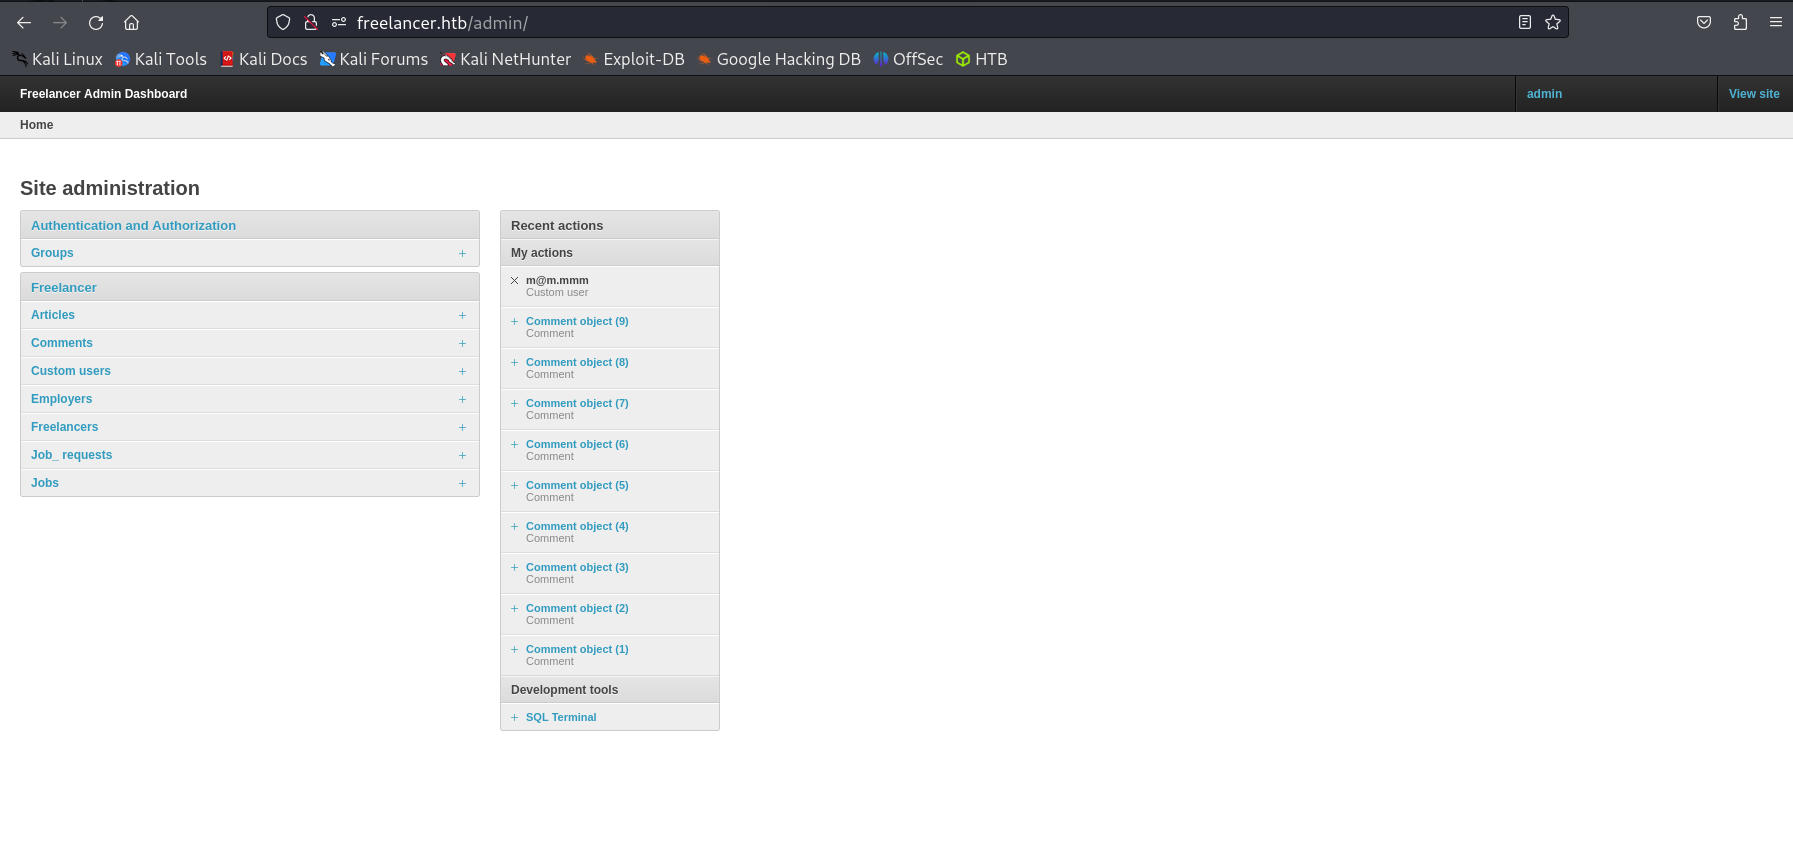 freelancer.htb/admin/
Kali Linux Kali Tools Kali Docs Kali Forums Kali NetHunter Exploit-DB Google Hacking DB OffSec HTB
Freelancer Admin Dashboard admin View site
Home
Site administration
Authentication and Authorization
Groups +
Freelancer
Articles +
Comments +
Custom users +
Employers +
Freelancers +
Job_ requests +
Jobs +
Recent actions
My actions
m@m.mmm
Custom user
+ Comment object (9)
Comment
+ Comment object (8)
Comment
+ Comment object (7)
Comment
+ Comment object (6)
Comment
+ Comment object (5)
Comment
+ Comment object (4)
Comment
+ Comment object (3)
Comment
+ Comment object (2)
Comment
+ Comment object (1)
Comment
Development tools
+ SQL Terminal